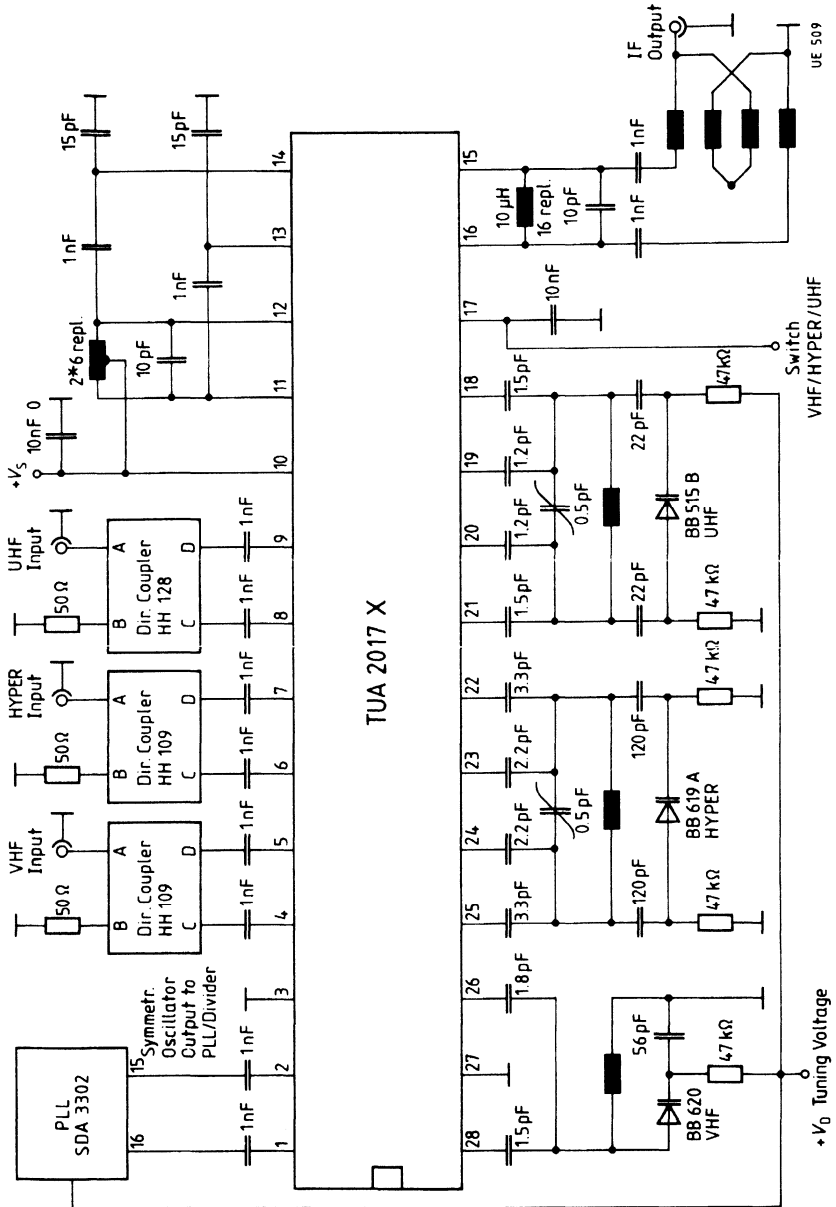 PLL
SDA 3302
16
15
Symmetr.
Oscillator
Output to
PLL/Divider
1nF
1nF
VHF
Input
50Ω
B
A
Dir. Coupler
HH 109
C
D
1nF
1nF
HYPER
Input
50Ω
B
A
Dir. Coupler
HH 109
C
D
1nF
1nF
UHF
Input
50Ω
B
A
Dir. Coupler
HH 128
C
D
1nF
1nF
+VS
10nF 0
2*6 repl.
10pF
1nF
1nF
15pF
15pF
1
2
3
4
5
6
7
8
9
10
11
12
13
14
TUA 2017 X
28
27
26
25
24
23
22
21
20
19
18
17
16
15
1.5pF
1.8pF
3.3pF
2.2pF
2.2pF
3.3pF
1.5pF
1.2pF
1.2pF
1.5pF
0.5pF
0.5pF
56pF
BB 620
VHF
47kΩ
120pF
120pF
BB 619 A
HYPER
47kΩ
47kΩ
22pF
22pF
BB 515 B
UHF
47kΩ
47kΩ
10nF
10µH
16 repl.
10pF
1nF
1nF
IF
Output
+VD Tuning Voltage
Switch
VHF/HYPER/UHF
UE 509